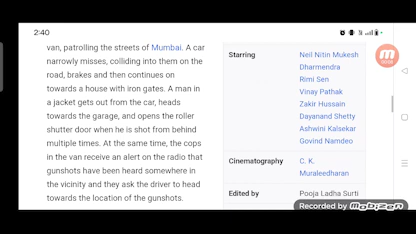 2:40
van, patrolling the streets of Mumbai. A car
narrowly misses, colliding into them on the
road, brakes and then continues on
towards a house with iron gates. A man in
a jacket gets out from the car, heads
towards the garage, and opens the roller
shutter door when he is shot from behind
multiple times. At the same time, the cops
in the van receive an alert on the radio that
gunshots have been heard somewhere in
the vicinity and they ask the driver to head
towards the location of the gunshots.
Starring
Neil Nitin Mukesh
Dharmendra
Rimi Sen
Vinay Pathak
Zakir Hussain
Dayanand Shetty
Ashwini Kalsekar
Govind Namdeo
Cinematography
C. K.
Muraleedharan
Edited by
Pooja Ladha Surti
Recorded by mobizen